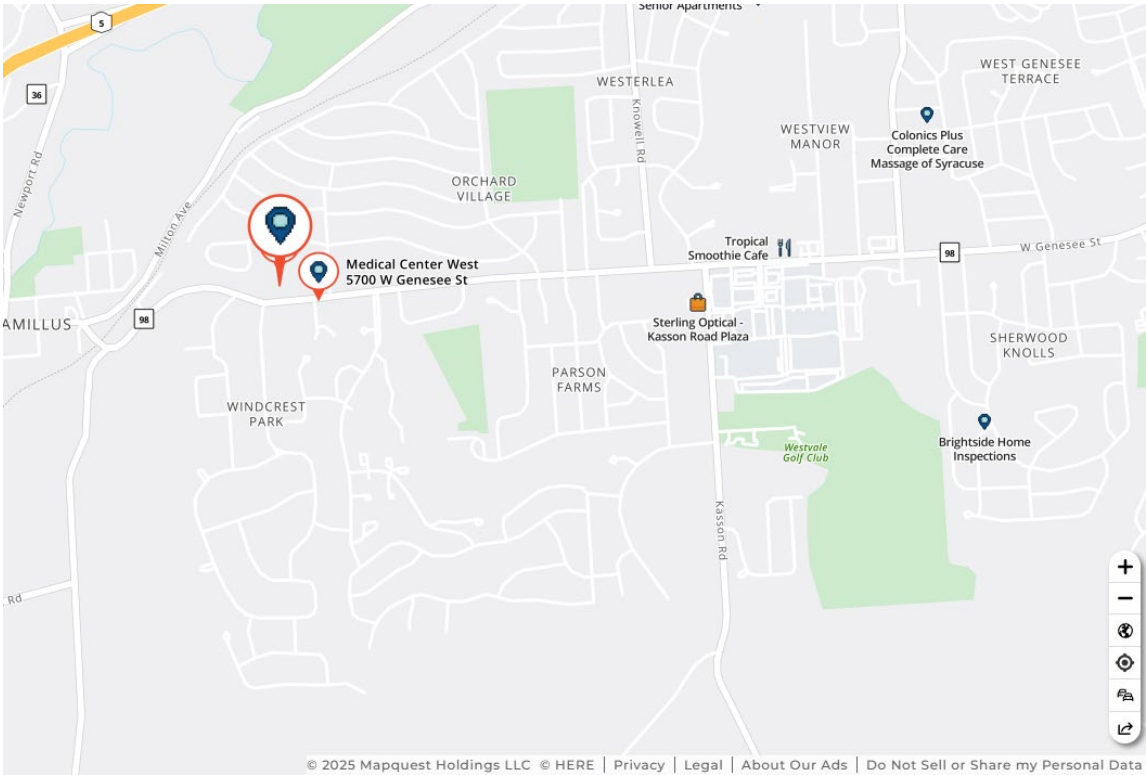 Senior Apartments
5
WESTERLEA
WEST GENESEE
TERRACE
36
Knowell Rd
WESTVIEW
MANOR
Colonics Plus
Complete Care
Massage of Syracuse
Newport Rd
ORCHARD
VILLAGE
Milton Ave
Tropical
Smoothie Cafe
98
W Genesee St
Medical Center West
5700 W Genesee St
AMILLUS
98
Sterling Optical -
Kasson Road Plaza
SHERWOOD
KNOLLS
PARSON
FARMS
WINDCREST
PARK
Westvale
Golf Club
Brightside Home
Inspections
Kasson Rd
Rd
© 2025 Mapquest Holdings LLC © HERE | Privacy | Legal | About Our Ads | Do Not Sell or Share my Personal Data